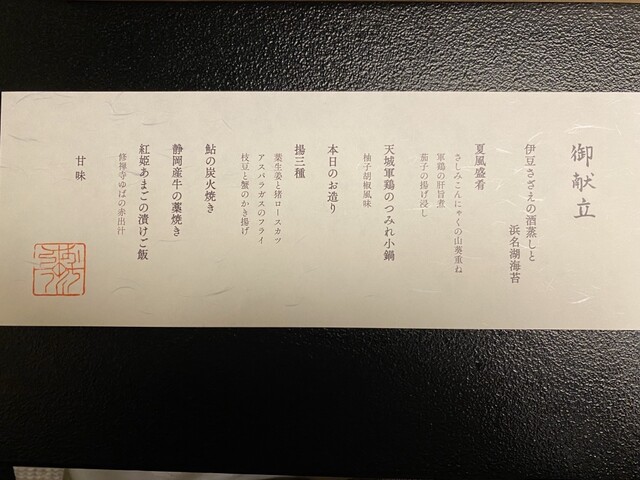 御献立
伊豆さざえの酒蒸しと
浜名湖海苔
夏風盛肴
さしみこんにゃくの山葵重ね
軍鶏の肝旨煮
茄子の揚げ浸し
天城軍鶏のつみれ小鍋
柚子胡椒風味
本日のお造り
揚三種
葉生姜と猪ロースカツ
アスパラガスのフライ
枝豆と蟹のかき揚げ
鮎の炭火焼き
静岡産牛の藁焼き
紅姫あまごの漬けご飯
修禅寺ゆばの赤出汁
甘味